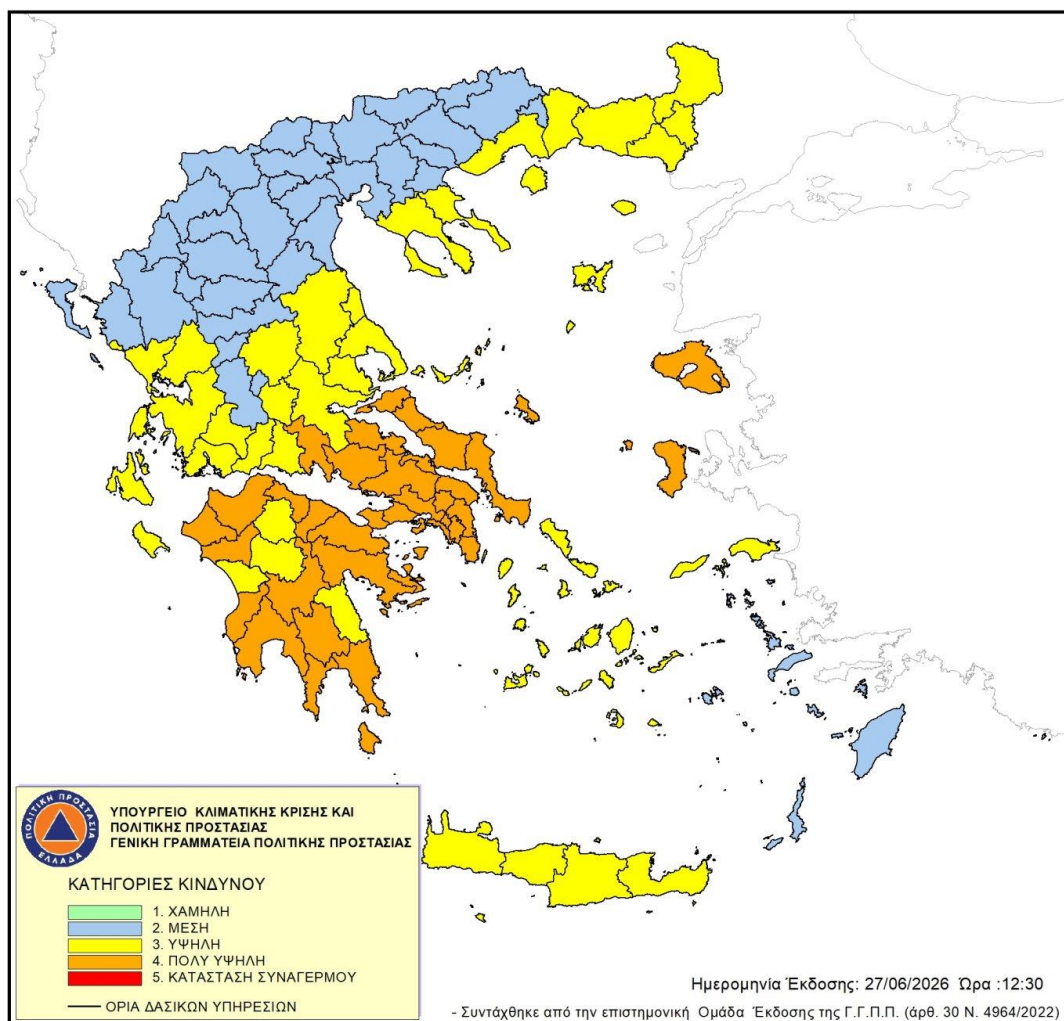 ΠΟΛΙΤΙΚΗ ΠΡΟΣΤΑΣΙΑ
ΕΛΛΑΔΑ
ΥΠΟΥΡΓΕΙΟ ΚΛΙΜΑΤΙΚΗΣ ΚΡΙΣΗΣ ΚΑΙ
ΠΟΛΙΤΙΚΗΣ ΠΡΟΣΤΑΣΙΑΣ
ΓΕΝΙΚΗ ΓΡΑΜΜΑΤΕΙΑ ΠΟΛΙΤΙΚΗΣ ΠΡΟΣΤΑΣΙΑΣ
ΚΑΤΗΓΟΡΙΕΣ ΚΙΝΔΥΝΟΥ
1. ΧΑΜΗΛΗ
2. ΜΕΣΗ
3. ΥΨΗΛΗ
4. ΠΟΛΥ ΥΨΗΛΗ
5. ΚΑΤΑΣΤΑΣΗ ΣΥΝΑΓΕΡΜΟΥ
ΟΡΙΑ ΔΑΣΙΚΩΝ ΥΠΗΡΕΣΙΩΝ
Ημερομηνία Έκδοσης: 27/06/2026 Ώρα :12:30
- Συντάχθηκε από την επιστημονική Ομάδα Έκδοσης της Γ.Γ.Π.Π. (άρθ. 30 Ν. 4964/2022)